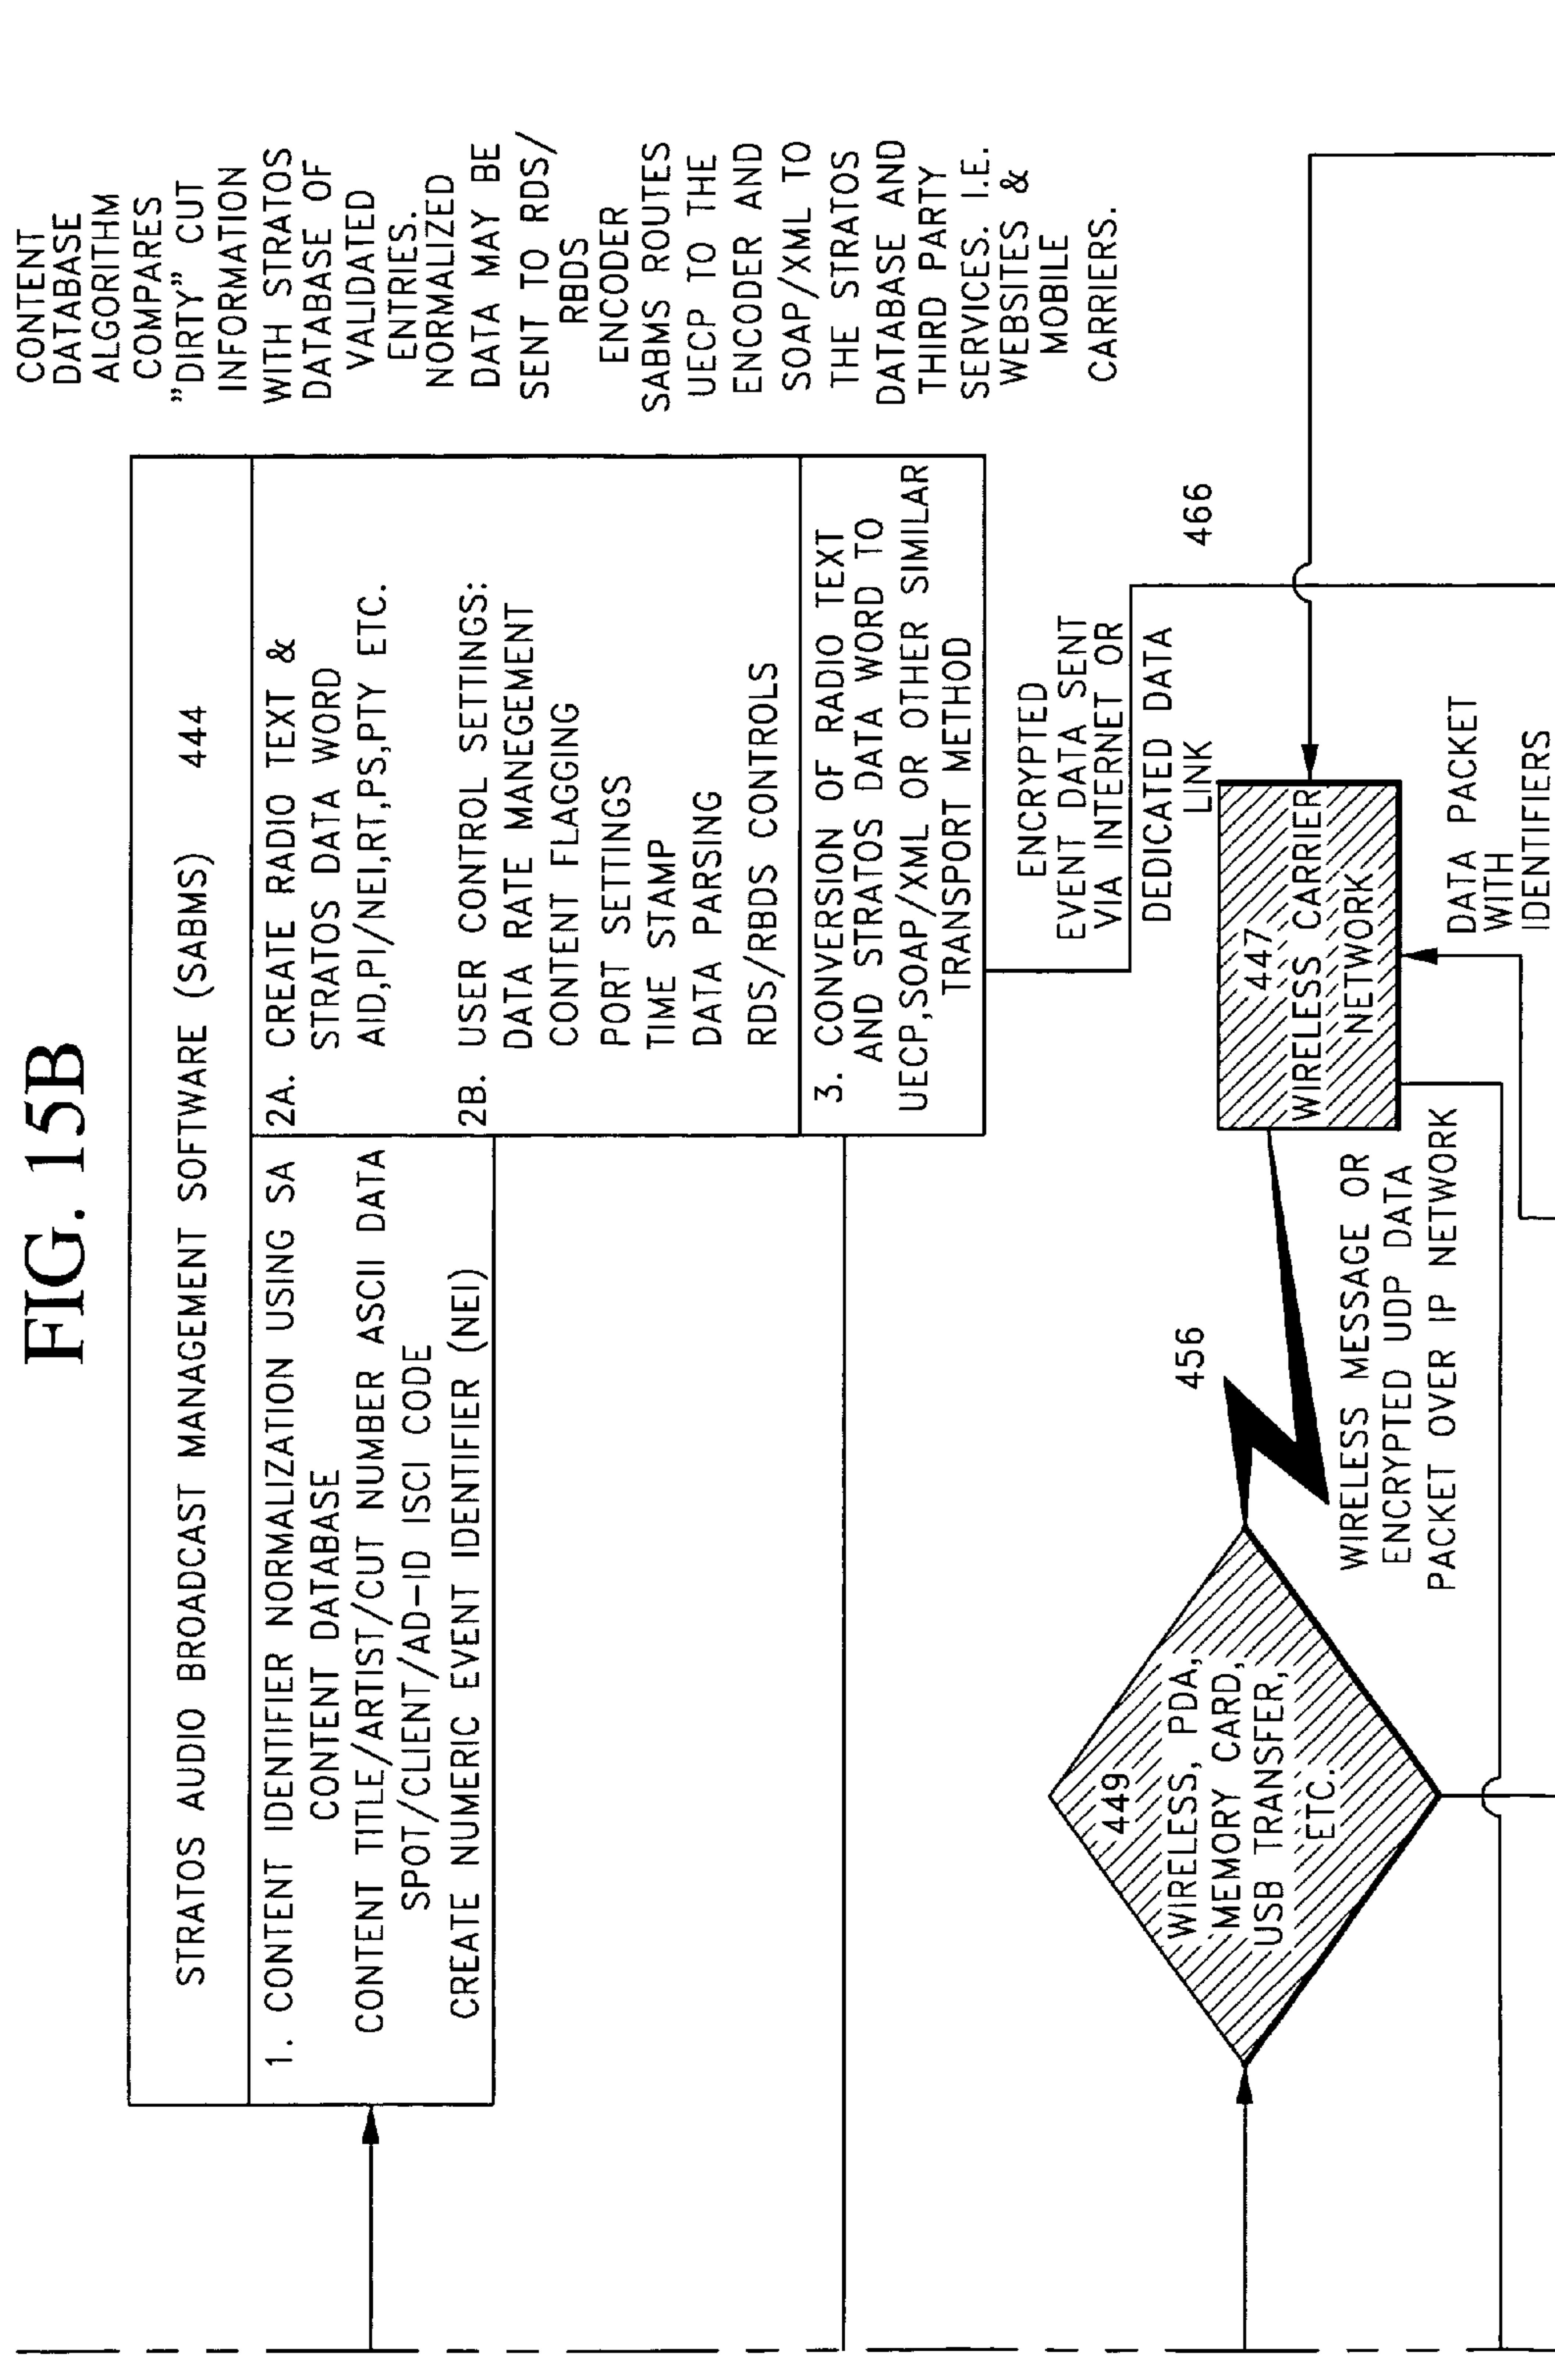 FIG. 15B
STRATOS AUDIO BROADCAST MANAGEMENT SOFTWARE (SABMS) 444
1. CONTENT IDENTIFIER NORMALIZATION USING SA
CONTENT DATABASE
CONTENT TITLE/ARTIST/CUT NUMBER ASCII DATA
SPOT/CLIENT/AD-ID ISCI CODE
CREATE NUMERIC EVENT IDENTIFIER (NEI)
2A. CREATE RADIO TEXT &
STRATOS DATA WORD
AID,PI/NEI,RT,PS,PTY ETC.
2B. USER CONTROL SETTINGS:
DATA RATE MANEGEMENT
CONTENT FLAGGING
PORT SETTINGS
TIME STAMP
DATA PARSING
RDS/RBDS CONTROLS
3. CONVERSION OF RADIO TEXT
AND STRATOS DATA WORD TO
UECP,SOAP/XML OR OTHER SIMILAR
TRANSPORT METHOD
CONTENT
DATABASE
ALGORITHM
COMPARES
"DIRTY" CUT
INFORMATION
WITH STRATOS
DATABASE OF
VALIDATED
ENTRIES.
NORMALIZED
DATA MAY BE
SENT TO RDS/
RBDS
ENCODER
SABMS ROUTES
UECP TO THE
ENCODER AND
SOAP/XML TO
THE STRATOS
DATABASE AND
THIRD PARTY
SERVICES. I.E.
WEBSITES &
MOBILE
CARRIERS.
ENCRYPTED
EVENT DATA SENT
VIA INTERNET OR
DEDICATED DATA
LINK
466
449
WIRELESS, PDA,
MEMORY CARD,
USB TRANSFER,
ETC.
456
WIRELESS MESSAGE OR
ENCRYPTED UDP DATA
PACKET OVER IP NETWORK
447
WIRELESS CARRIER
NETWORK
DATA PACKET
WITH
IDENTIFIERS